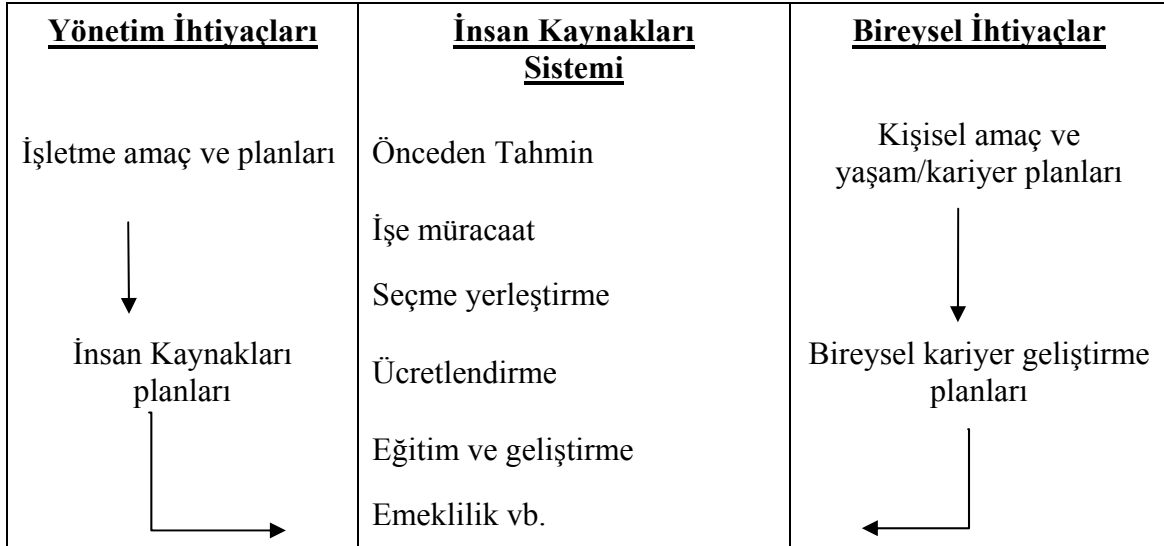 Yönetim İhtiyaçları
İşletme amaç ve planları
İnsan Kaynakları
planları
İnsan Kaynakları
Sistemi
Önceden Tahmin
İşe müracaat
Seçme yerleştirme
Ücretlendirme
Eğitim ve geliştirme
Emeklilik vb.
Bireysel İhtiyaçlar
Kişisel amaç ve
yaşam/kariyer planları
Bireysel kariyer geliştirme
planları